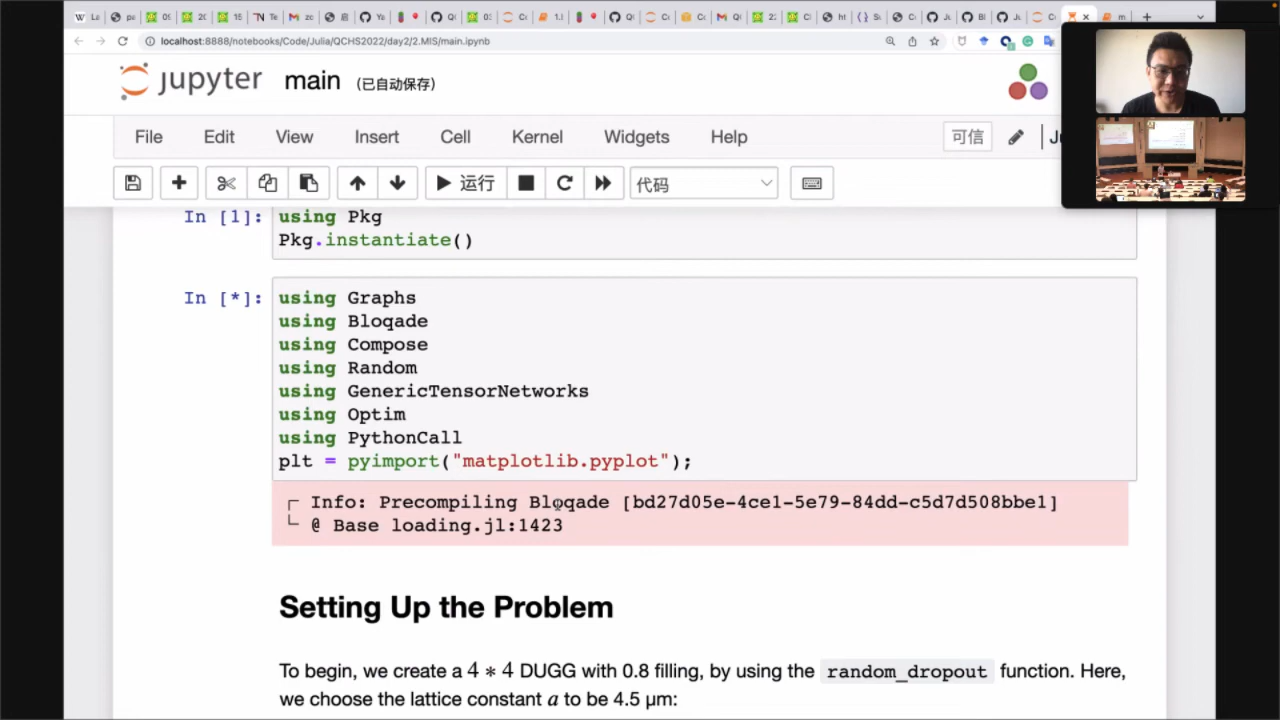 localhost:8888/notebooks/Code/Julia/QCHS2022/day2/2.MIS/main.ipynb
jupyter main (已自动保存)
File Edit View Insert Cell Kernel Widgets Help 可信
运行 代码
In [1]: using Pkg
Pkg.instantiate()
In [*]: using Graphs
using Bloqade
using Compose
using Random
using GenericTensorNetworks
using Optim
using PythonCall
plt = pyimport("matplotlib.pyplot");
┌ Info: Precompiling Bloqade [bd27d05e-4ce1-5e79-84dd-c5d7d508bbe1]
└ @ Base loading.jl:1423
Setting Up the Problem
To begin, we create a 4 ∗ 4 DUGG with 0.8 filling, by using the random_dropout function. Here,
we choose the lattice constant a to be 4.5 μm: